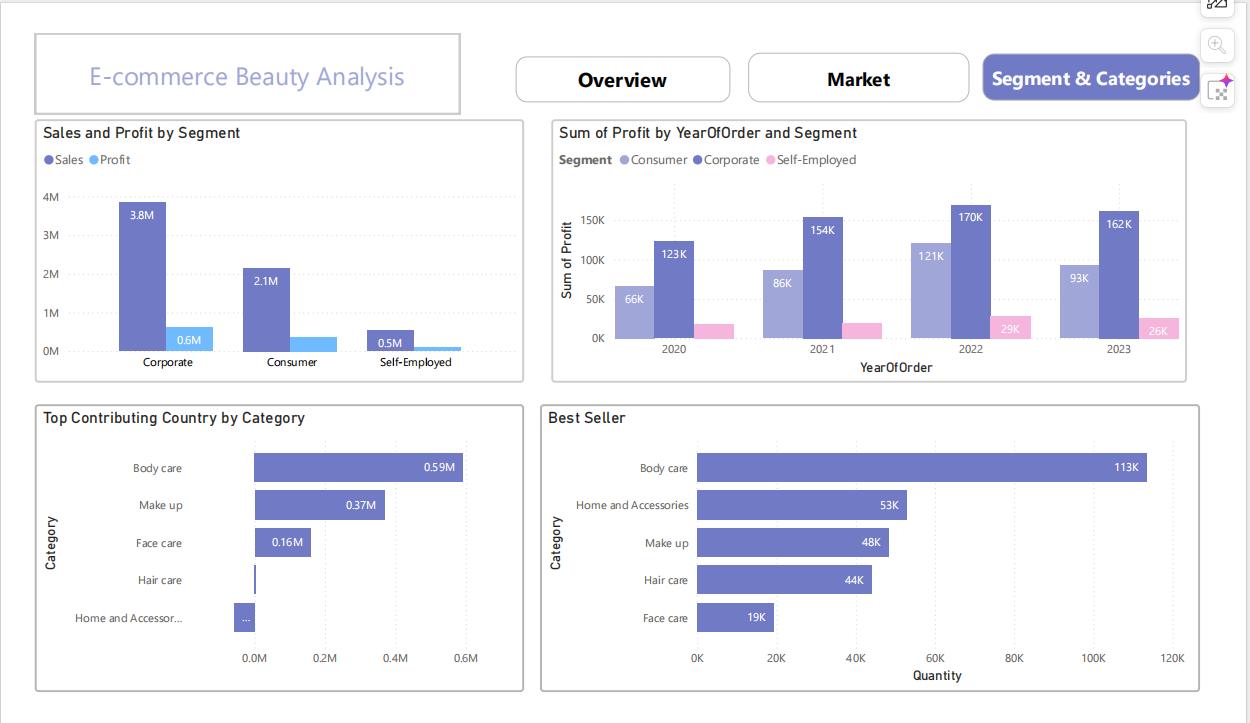 E-commerce Beauty Analysis
Overview
Market
Segment & Categories
Sales and Profit by Segment
Sales Profit
4M
3M
2M
1M
0M
3.8M
0.6M
2.1M
0.5M
Corporate Consumer Self-Employed
Sum of Profit by YearOfOrder and Segment
Segment Consumer Corporate Self-Employed
Sum of Profit
150K
100K
50K
0K
66K 123K
86K 154K
121K 170K 29K
93K 162K 26K
2020 2021 2022 2023
YearOfOrder
Top Contributing Country by Category
Category
Body care 0.59M
Make up 0.37M
Face care 0.16M
Hair care
Home and Accessor... ...
0.0M 0.2M 0.4M 0.6M
Best Seller
Category
Body care 113K
Home and Accessories 53K
Make up 48K
Hair care 44K
Face care 19K
0K 20K 40K 60K 80K 100K 120K
Quantity